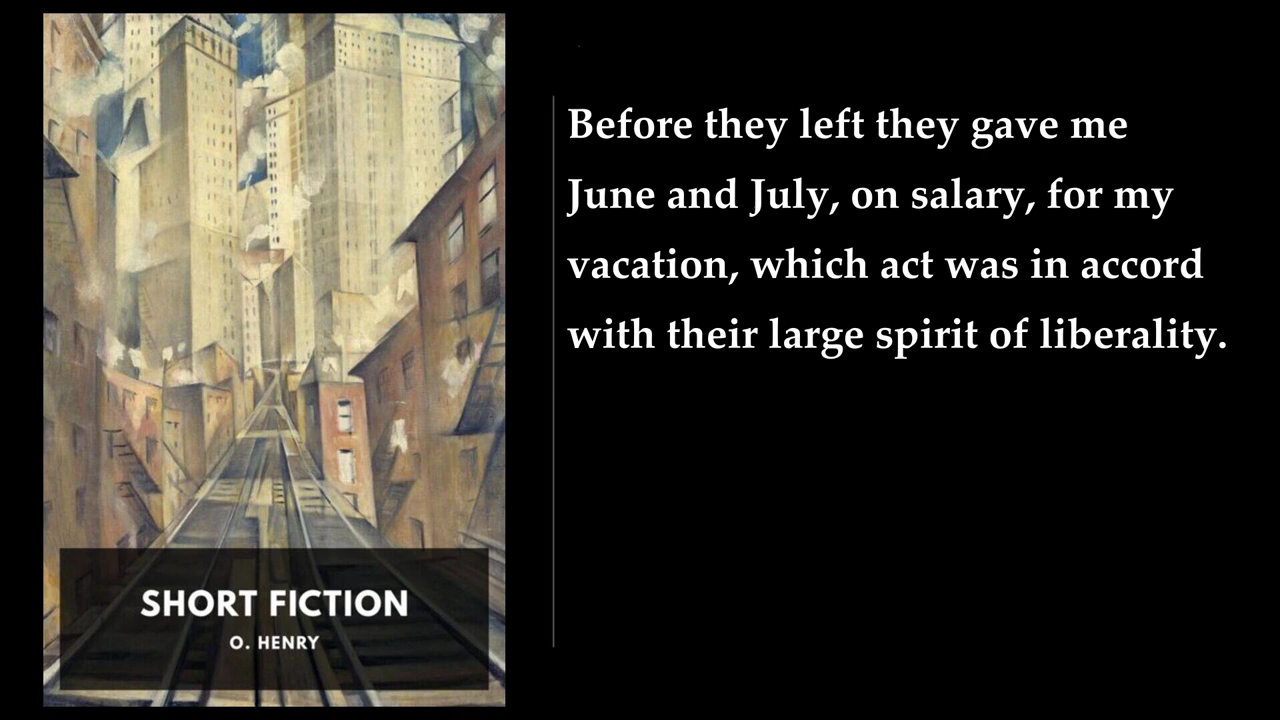 SHORT FICTION
O. HENRY
Before they left they gave me
June and July, on salary, for my
vacation, which act was in accord
with their large spirit of liberality.